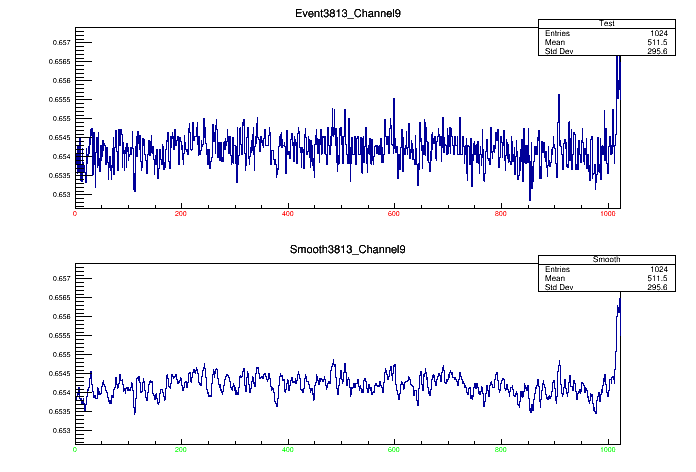 Event3813_Channel9
Test
Entries 1024
Mean 511.5
Std Dev 295.6
0.657
0.6565
0.656
0.6555
0.655
0.6545
0.654
0.6535
0.653
0 200 400 600 800 1000
Smooth3813_Channel9
Smooth
Entries 1024
Mean 511.5
Std Dev 295.6
0.657
0.6565
0.656
0.6555
0.655
0.6545
0.654
0.6535
0.653
0 200 400 600 800 1000